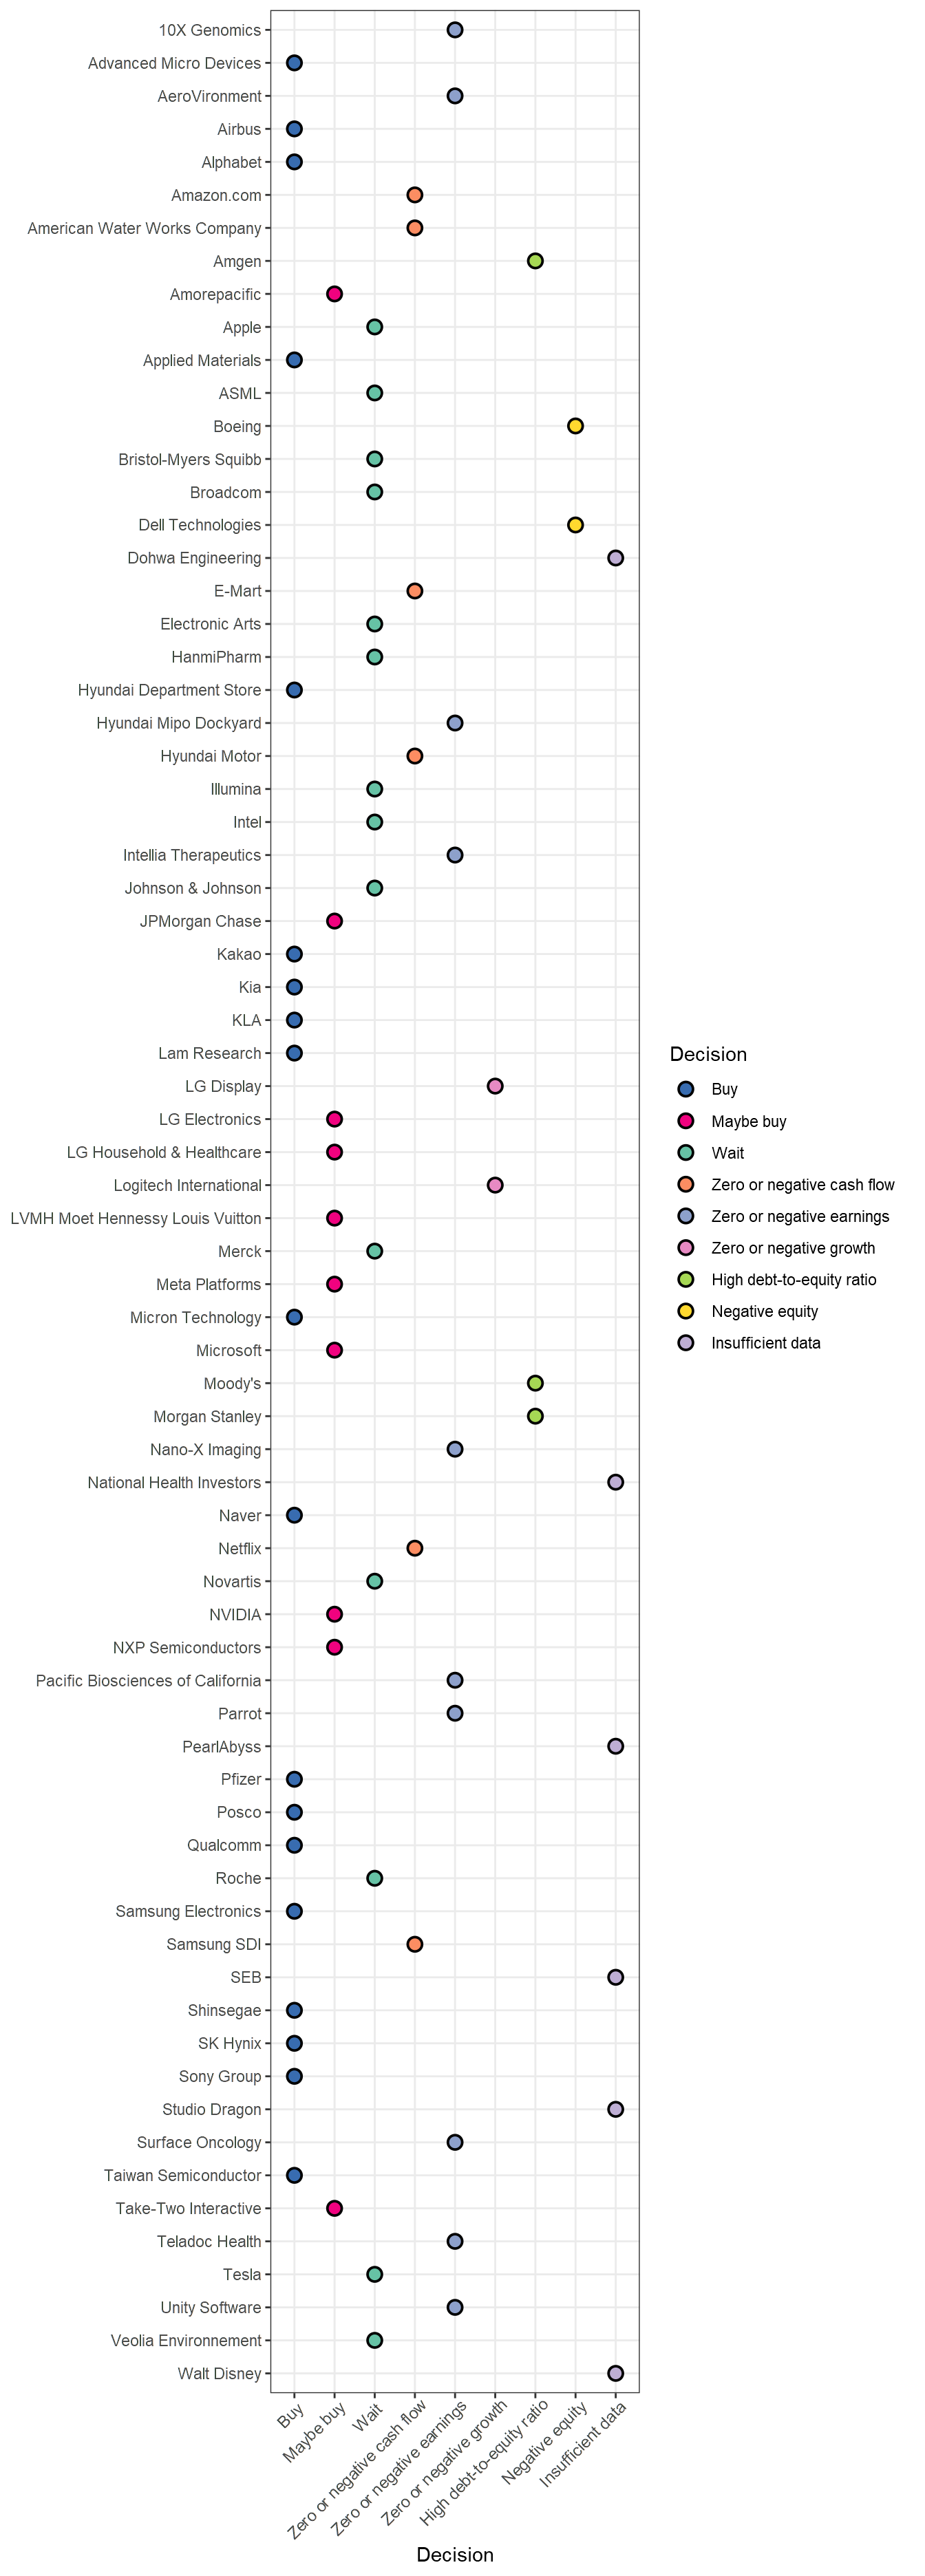 10X Genomics
Advanced Micro Devices
AeroVironment
Airbus
Alphabet
Amazon.com
American Water Works Company
Amgen
Amorepacific
Apple
Applied Materials
ASML
Boeing
Bristol-Myers Squibb
Broadcom
Dell Technologies
Dohwa Engineering
E-Mart
Electronic Arts
HanmiPharm
Hyundai Department Store
Hyundai Mipo Dockyard
Hyundai Motor
Illumina
Intel
Intellia Therapeutics
Johnson & Johnson
JPMorgan Chase
Kakao
Kia
KLA
Lam Research
LG Display
LG Electronics
LG Household & Healthcare
Logitech International
LVMH Moet Hennessy Louis Vuitton
Merck
Meta Platforms
Micron Technology
Microsoft
Moody's
Morgan Stanley
Nano-X Imaging
National Health Investors
Naver
Netflix
Novartis
NVIDIA
NXP Semiconductors
Pacific Biosciences of California
Parrot
PearlAbyss
Pfizer
Posco
Qualcomm
Roche
Samsung Electronics
Samsung SDI
SEB
Shinsegae
SK Hynix
Sony Group
Studio Dragon
Surface Oncology
Taiwan Semiconductor
Take-Two Interactive
Teladoc Health
Tesla
Unity Software
Veolia Environnement
Walt Disney
Buy
Maybe buy
Wait
Zero or negative cash flow
Zero or negative earnings
Zero or negative growth
High debt-to-equity ratio
Negative equity
Insufficient data
Decision
Decision
Buy
Maybe buy
Wait
Zero or negative cash flow
Zero or negative earnings
Zero or negative growth
High debt-to-equity ratio
Negative equity
Insufficient data